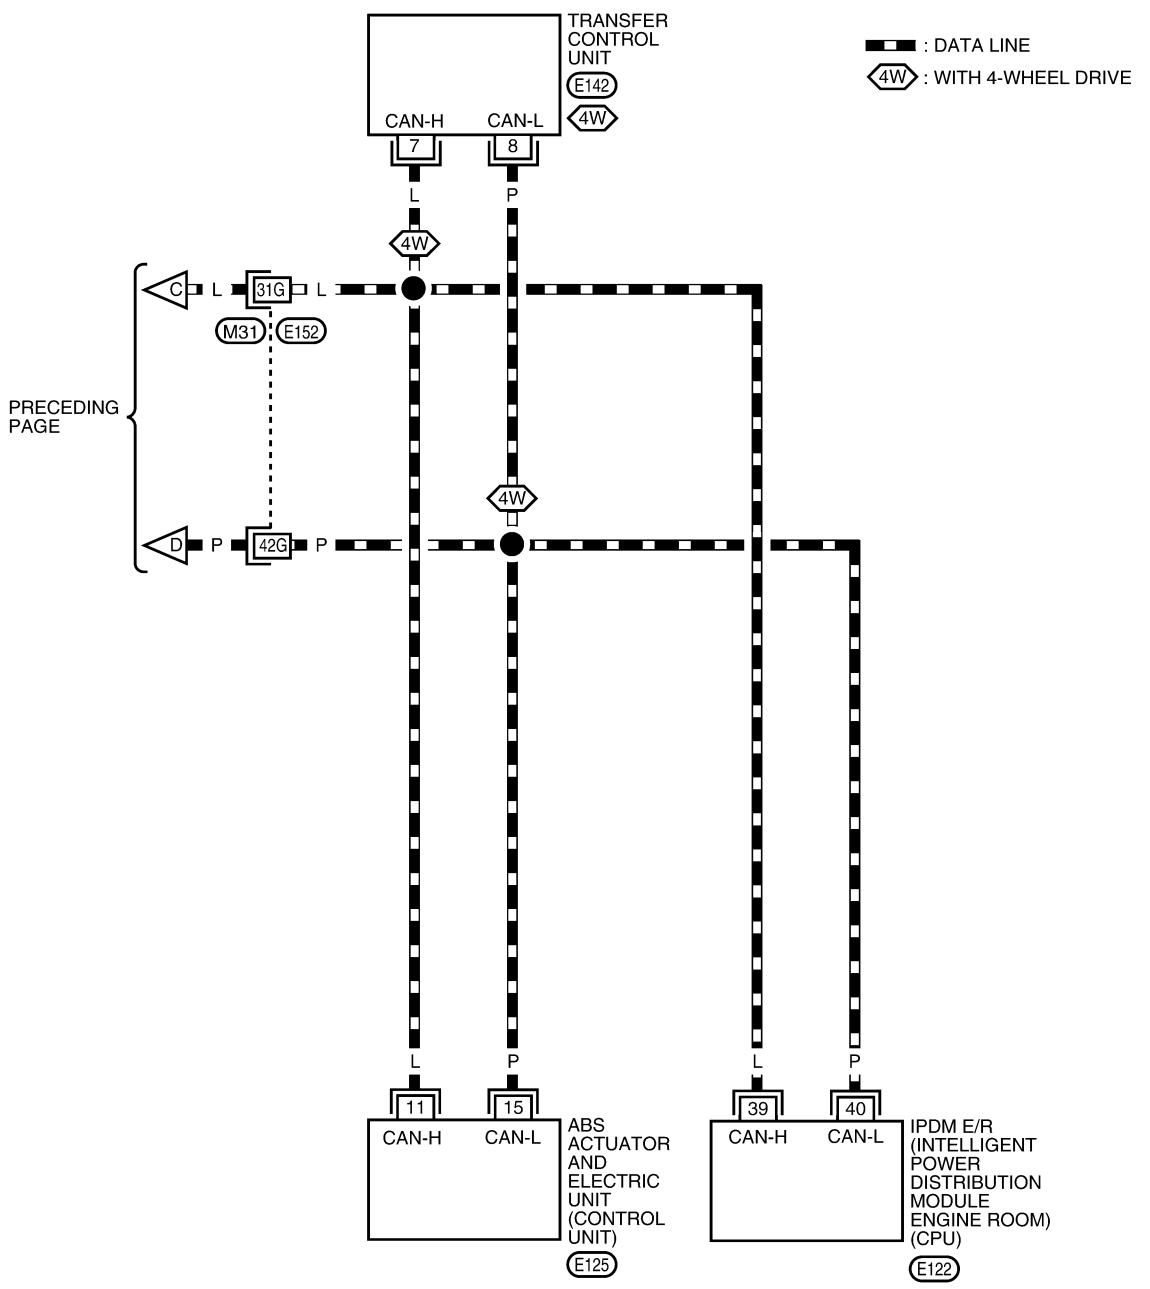 TRANSFER
CONTROL
UNIT
E142
4W
: DATA LINE
4W : WITH 4-WHEEL DRIVE
CAN-H CAN-L
7 8
L P
4W
C L 31G L
M31 E152
PRECEDING
PAGE
4W
D P 42G P
L P L P
11 15 39 40
CAN-H CAN-L
ABS
ACTUATOR
AND
ELECTRIC
UNIT
(CONTROL
UNIT)
E125
CAN-H CAN-L
IPDM E/R
(INTELLIGENT
POWER
DISTRIBUTION
MODULE
ENGINE ROOM)
(CPU)
E122